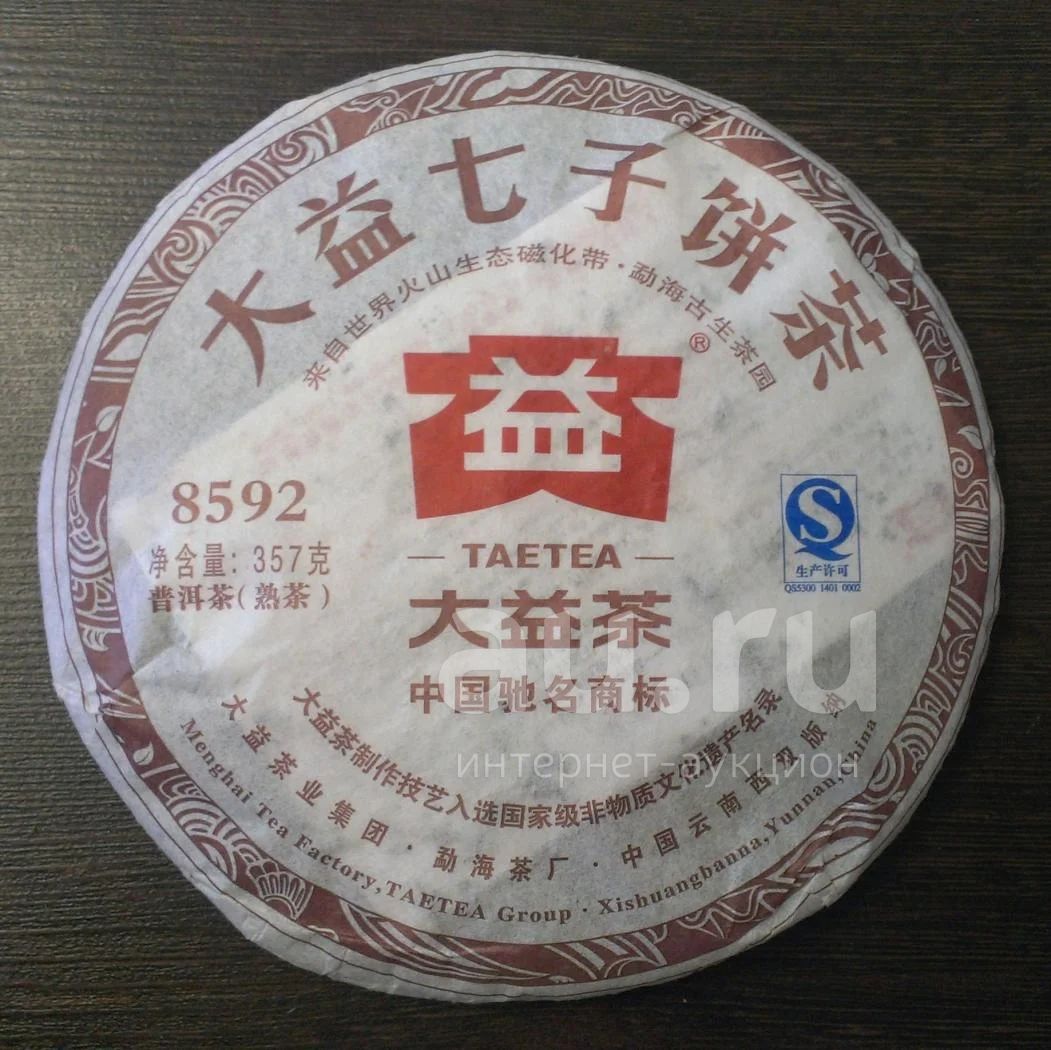 大益七子饼茶
来自世界火山生态磁化带·勐海古生茶园
益
®
8592
净含量: 357克
普洱茶(熟茶)
TAETEA
大益茶
中国驰名商标
S
生产许可
QS5300 1401 0002
大益茶制作技艺入选国家级非物质文化遗产名录
大益茶业集团·勐海茶厂·中国云南西双版纳
Menghai Tea Factory,TAETEA Group · Xishuangbanna,Yunnan,China
au.ru
интернет-аукцион